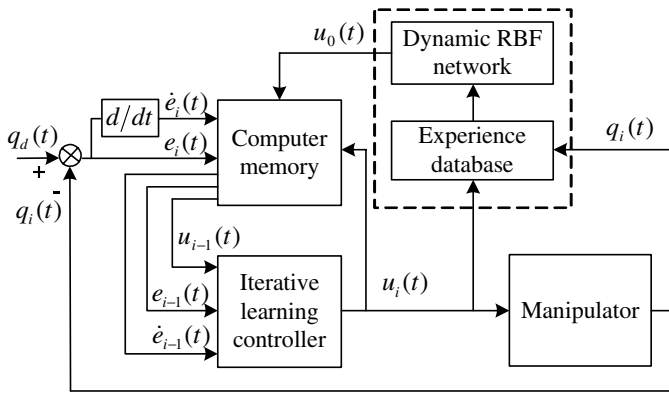 u_0(t)
Dynamic RBF
network
d/dt
ė_i(t)
q_d(t)
e_i(t)
Computer
memory
Experience
database
q_i(t)
+
-
q_i(t)
u_{i-1}(t)
e_{i-1}(t)
ė_{i-1}(t)
Iterative
learning
controller
u_i(t)
Manipulator